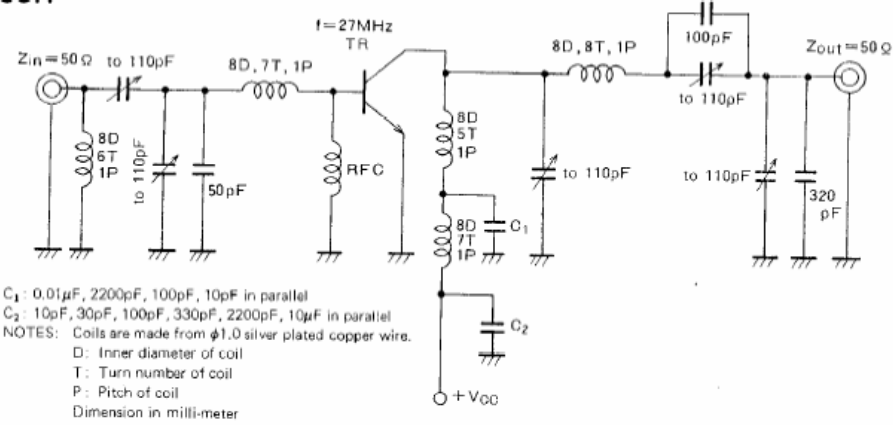 f=27MHz
TR
100pF
Zin=50Ω
to 110pF
8D, 7T, 1P
8D, 8T, 1P
Zout=50Ω
to 110pF
8D
6T
1P
to 110pF
50pF
RFC
8D
5T
1P
to 110pF
to 110pF
320
pF
8D
7T
1P
C₁
C₁: 0.01μF, 2200pF, 100pF, 10pF in parallel
C₂: 10pF, 30pF, 100pF, 330pF, 2200pF, 10μF in parallel
NOTES: Coils are made from φ1.0 silver plated copper wire.
D: Inner diameter of coil
T: Turn number of coil
P: Pitch of coil
Dimension in milli-meter
C₂
+VCC